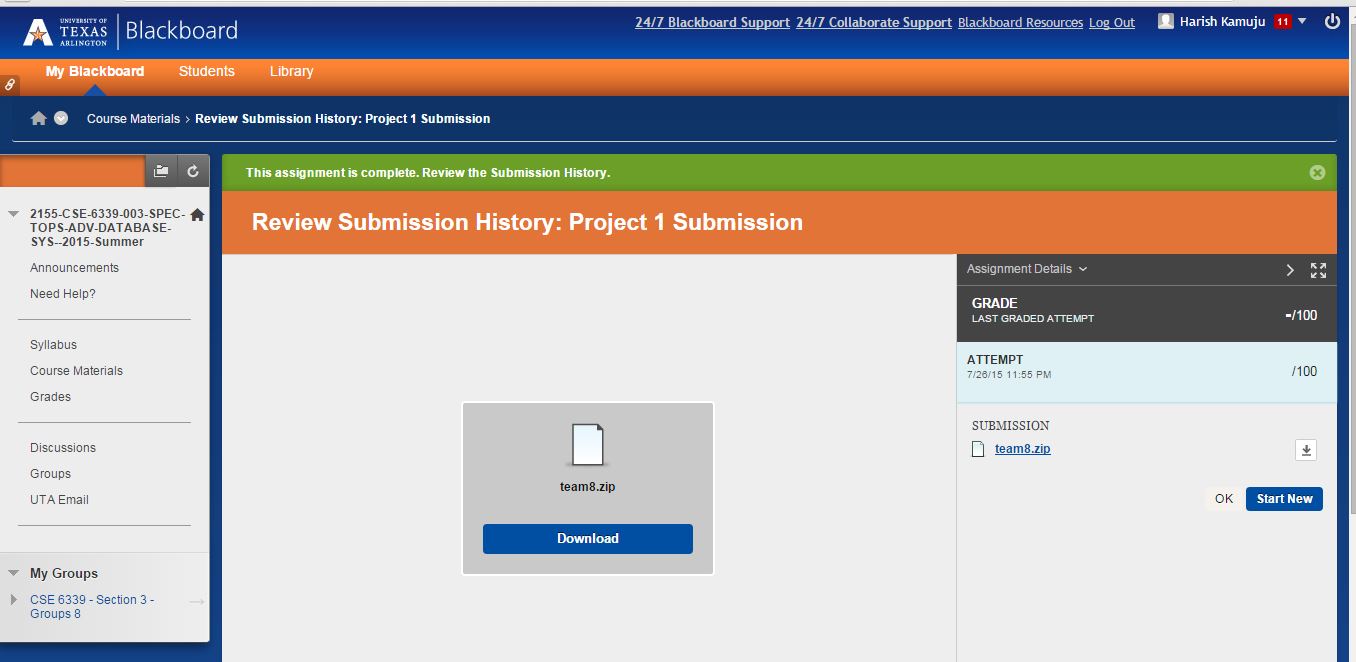 UNIVERSITY OF
TEXAS
ARLINGTON
Blackboard
24/7 Blackboard Support 24/7 Collaborate Support Blackboard Resources Log Out
Harish Kamuju 11
My Blackboard Students Library
Course Materials › Review Submission History: Project 1 Submission
This assignment is complete. Review the Submission History.
2155-CSE-6339-003-SPEC-
TOPS-ADV-DATABASE-
SYS--2015-Summer
Announcements
Need Help?
Syllabus
Course Materials
Grades
Discussions
Groups
UTA Email
My Groups
CSE 6339 - Section 3 -
Groups 8
Review Submission History: Project 1 Submission
team8.zip
Download
Assignment Details
GRADE
LAST GRADED ATTEMPT
-/100
ATTEMPT
7/26/15 11:55 PM
/100
SUBMISSION
team8.zip
OK Start New